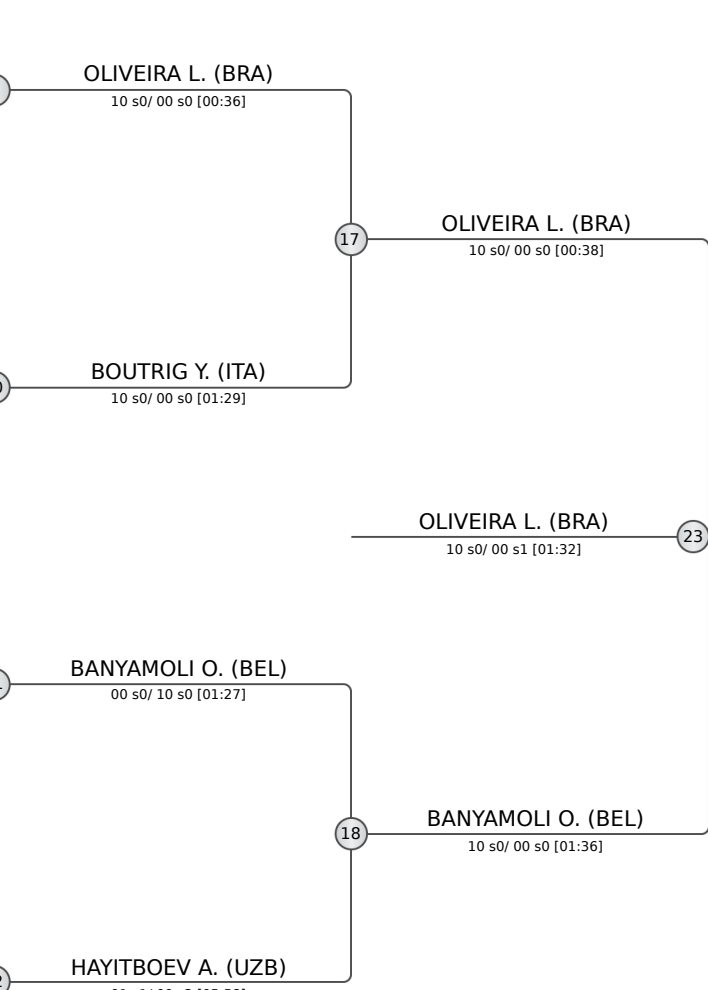 OLIVEIRA L. (BRA)
10 s0/ 00 s0 [00:36]
OLIVEIRA L. (BRA)
17
10 s0/ 00 s0 [00:38]
BOUTRIG Y. (ITA)
10 s0/ 00 s0 [01:29]
OLIVEIRA L. (BRA)
23
10 s0/ 00 s1 [01:32]
BANYAMOLI O. (BEL)
00 s0/ 10 s0 [01:27]
BANYAMOLI O. (BEL)
18
10 s0/ 00 s0 [01:36]
HAYITBOEV A. (UZB)